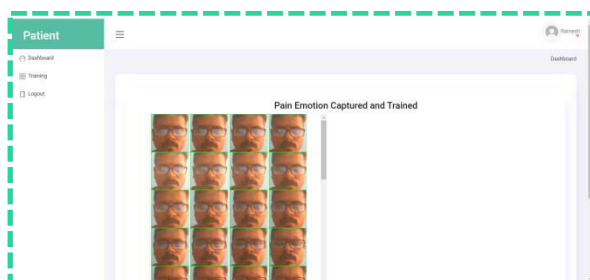 Patient
Ramesh
Dashboard
Dashboard
Training
Logout
Pain Emotion Captured and Trained